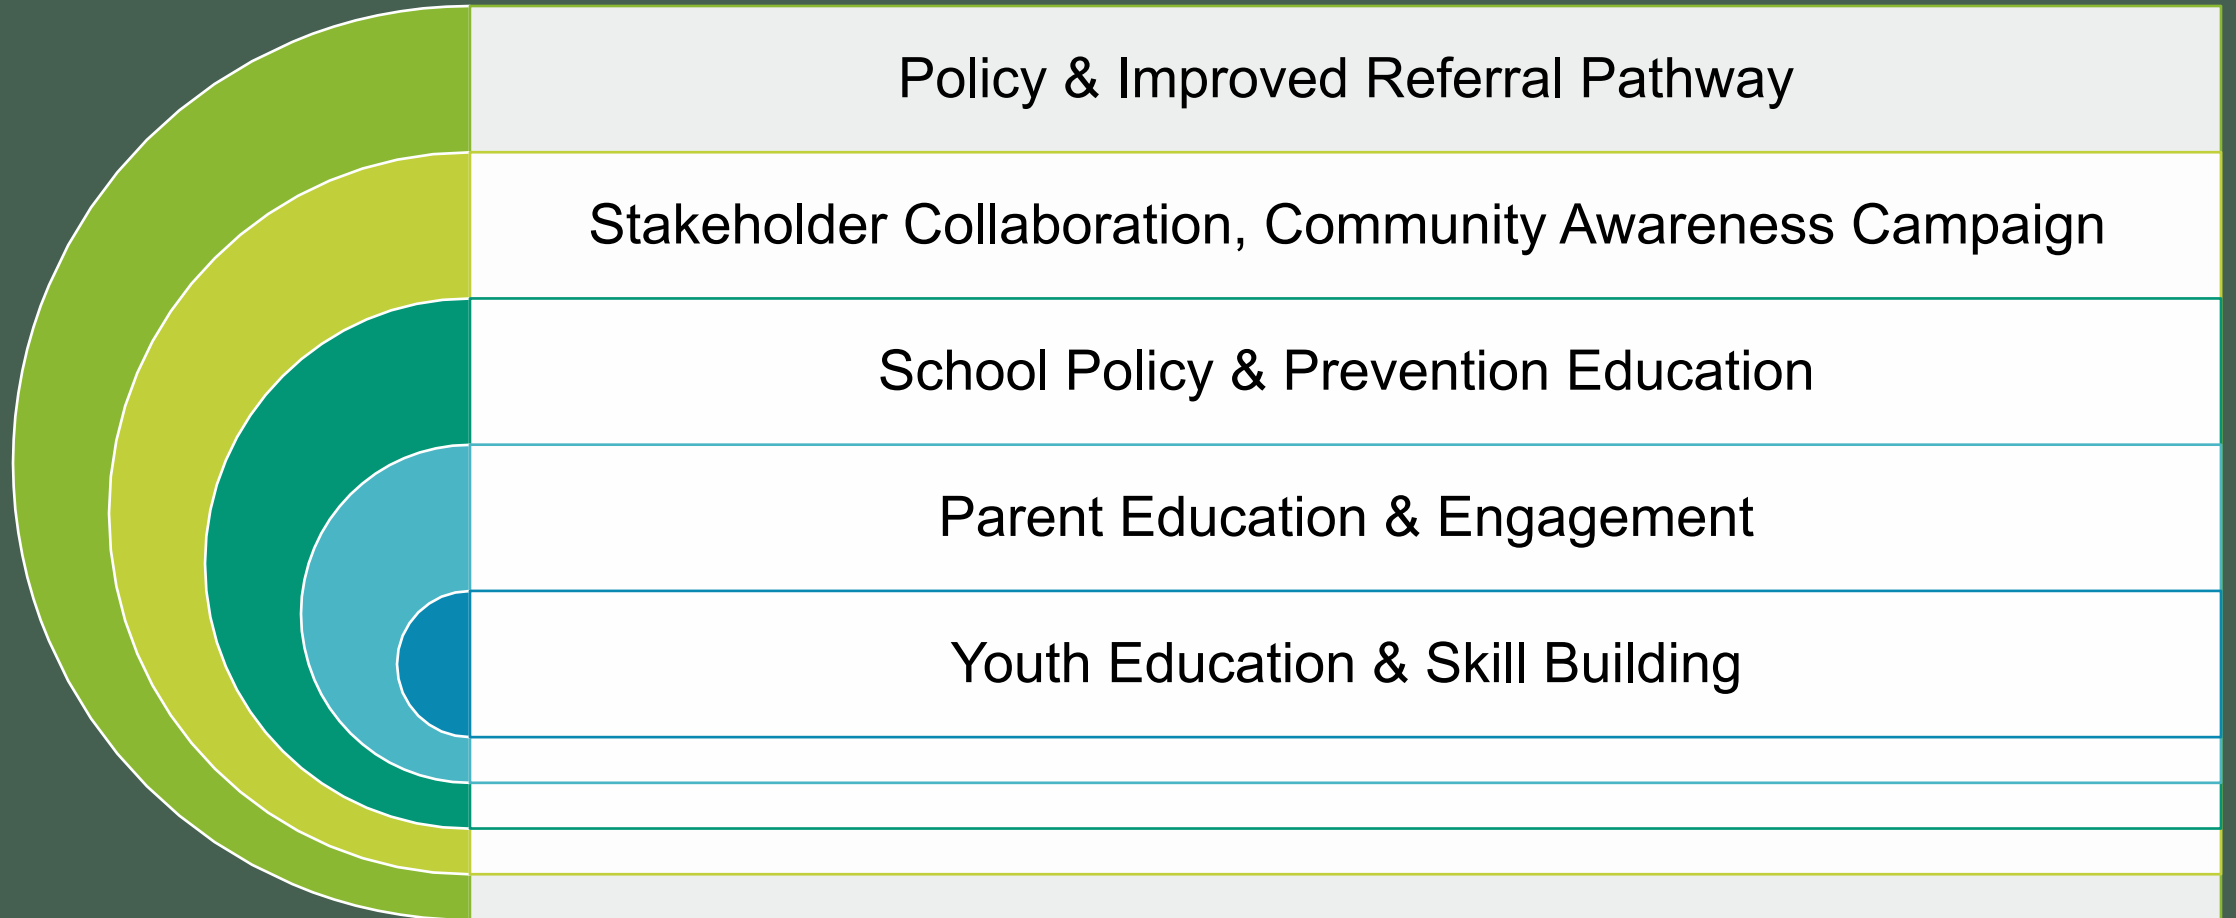 Policy & Improved Referral Pathway
Stakeholder Collaboration, Community Awareness Campaign
School Policy & Prevention Education
Parent Education & Engagement
Youth Education & Skill Building